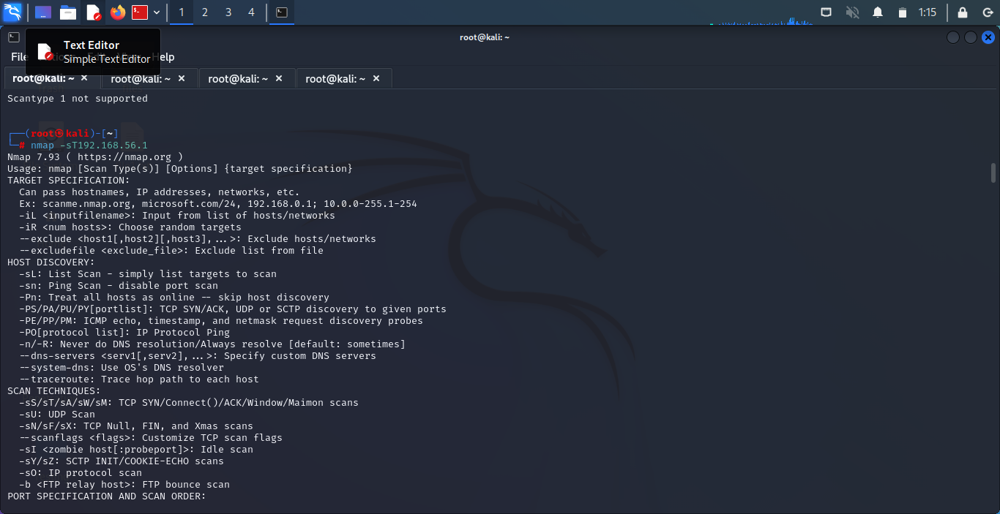 1 2 3 4 1:15
root@kali: ~
Text Editor
Simple Text Editor
File Help
root@kali: ~ × root@kali: ~ × root@kali: ~ × root@kali: ~ ×
Scantype 1 not supported
┌──(root㉿kali)-[~]
└─# nmap -sT192.168.56.1
Nmap 7.93 ( https://nmap.org )
Usage: nmap [Scan Type(s)] [Options] {target specification}
TARGET SPECIFICATION:
  Can pass hostnames, IP addresses, networks, etc.
  Ex: scanme.nmap.org, microsoft.com/24, 192.168.0.1; 10.0.0-255.1-254
  -iL <inputfilename>: Input from list of hosts/networks
  -iR <num hosts>: Choose random targets
  --exclude <host1[,host2][,host3],...>: Exclude hosts/networks
  --excludefile <exclude_file>: Exclude list from file
HOST DISCOVERY:
  -sL: List Scan - simply list targets to scan
  -sn: Ping Scan - disable port scan
  -Pn: Treat all hosts as online -- skip host discovery
  -PS/PA/PU/PY[portlist]: TCP SYN/ACK, UDP or SCTP discovery to given ports
  -PE/PP/PM: ICMP echo, timestamp, and netmask request discovery probes
  -PO[protocol list]: IP Protocol Ping
  -n/-R: Never do DNS resolution/Always resolve [default: sometimes]
  --dns-servers <serv1[,serv2],...>: Specify custom DNS servers
  --system-dns: Use OS's DNS resolver
  --traceroute: Trace hop path to each host
SCAN TECHNIQUES:
  -sS/sT/sA/sW/sM: TCP SYN/Connect()/ACK/Window/Maimon scans
  -sU: UDP Scan
  -sN/sF/sX: TCP Null, FIN, and Xmas scans
  --scanflags <flags>: Customize TCP scan flags
  -sI <zombie host[:probeport]>: Idle scan
  -sY/sZ: SCTP INIT/COOKIE-ECHO scans
  -sO: IP protocol scan
  -b <FTP relay host>: FTP bounce scan
PORT SPECIFICATION AND SCAN ORDER: